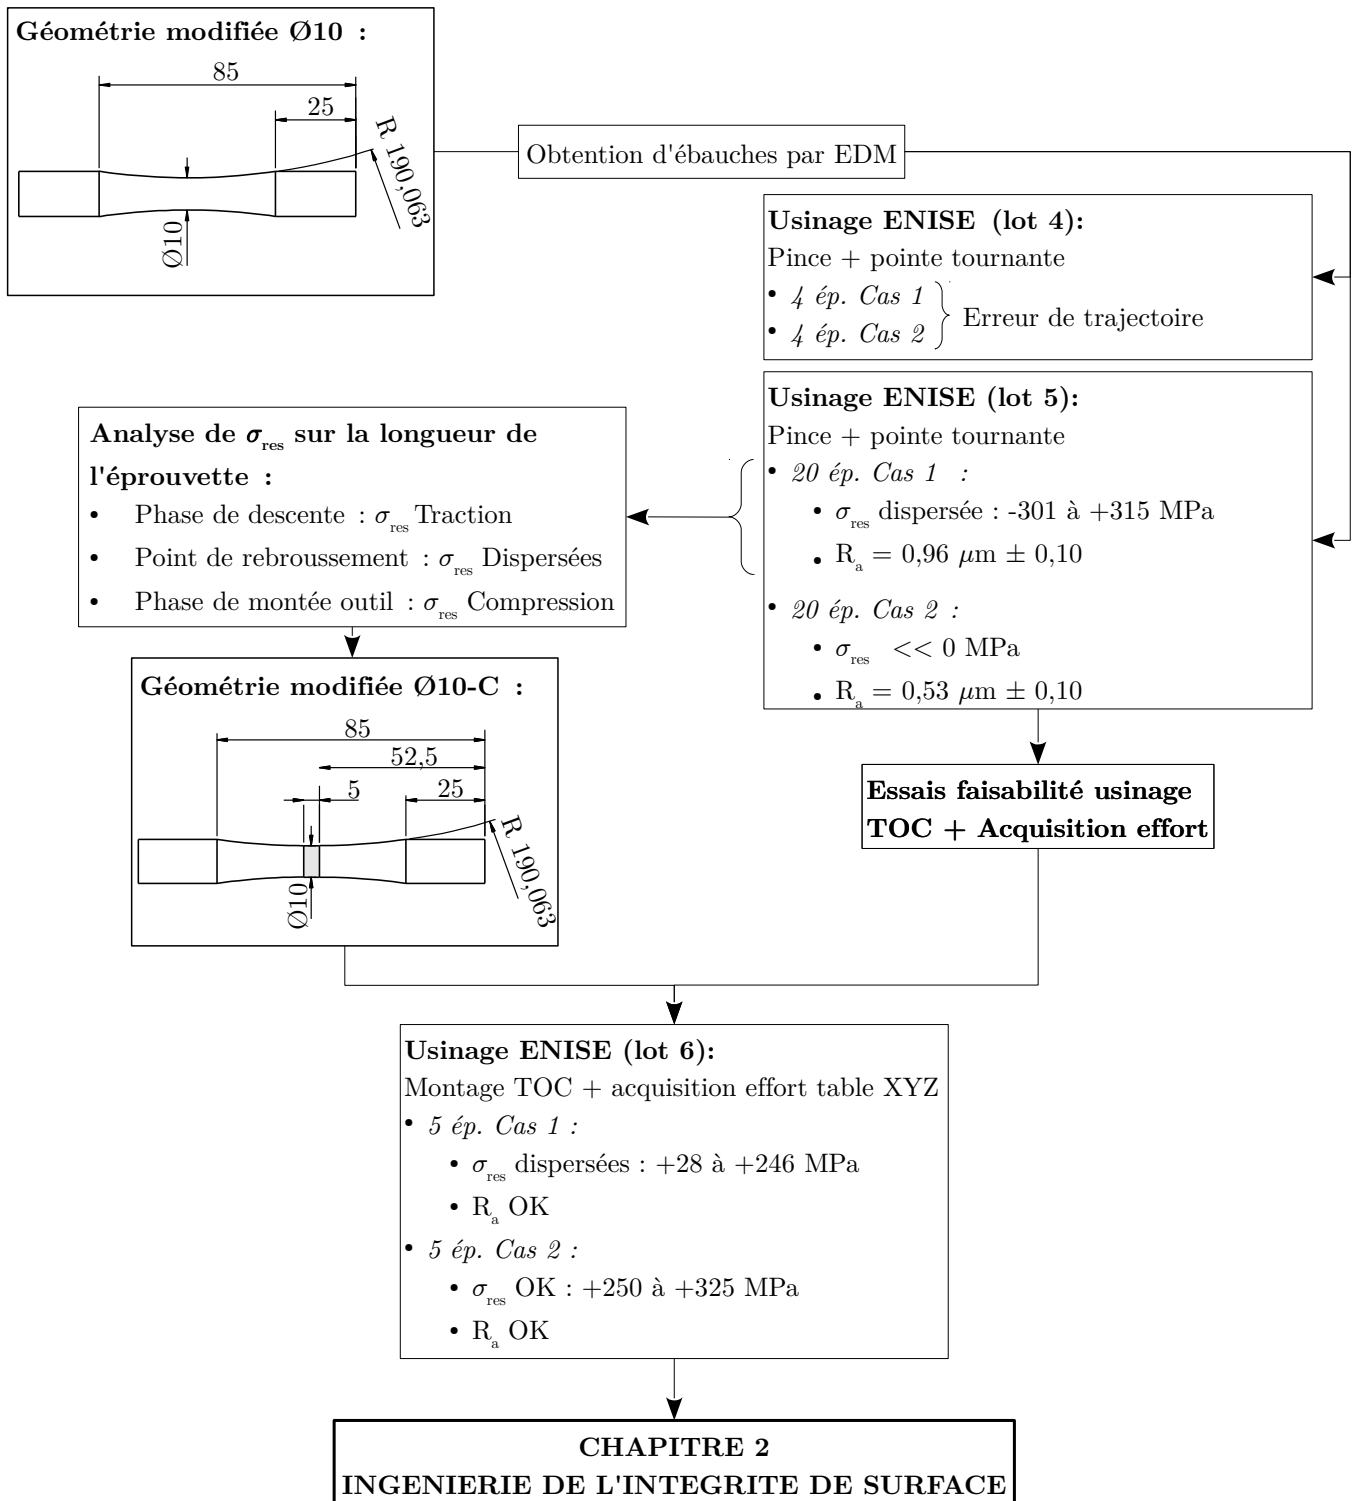 Géométrie modifiée Ø10 :
85
25
R 190,063
Ø10
Obtention d'ébauches par EDM
Usinage ENISE (lot 4):
Pince + pointe tournante
• 4 ép. Cas 1
• 4 ép. Cas 2
Erreur de trajectoire
Usinage ENISE (lot 5):
Pince + pointe tournante
• 20 ép. Cas 1 :
• σres dispersée : -301 à +315 MPa
• Ra = 0,96 μm ± 0,10
• 20 ép. Cas 2 :
• σres << 0 MPa
• Ra = 0,53 μm ± 0,10
Analyse de σres sur la longueur de
l'éprouvette :
• Phase de descente : σres Traction
• Point de rebroussement : σres Dispersées
• Phase de montée outil : σres Compression
Géométrie modifiée Ø10-C :
85
52,5
5
25
R 190,063
Ø10
Essais faisabilité usinage
TOC + Acquisition effort
Usinage ENISE (lot 6):
Montage TOC + acquisition effort table XYZ
• 5 ép. Cas 1 :
• σres dispersées : +28 à +246 MPa
• Ra OK
• 5 ép. Cas 2 :
• σres OK : +250 à +325 MPa
• Ra OK
CHAPITRE 2
INGENIERIE DE L'INTEGRITE DE SURFACE